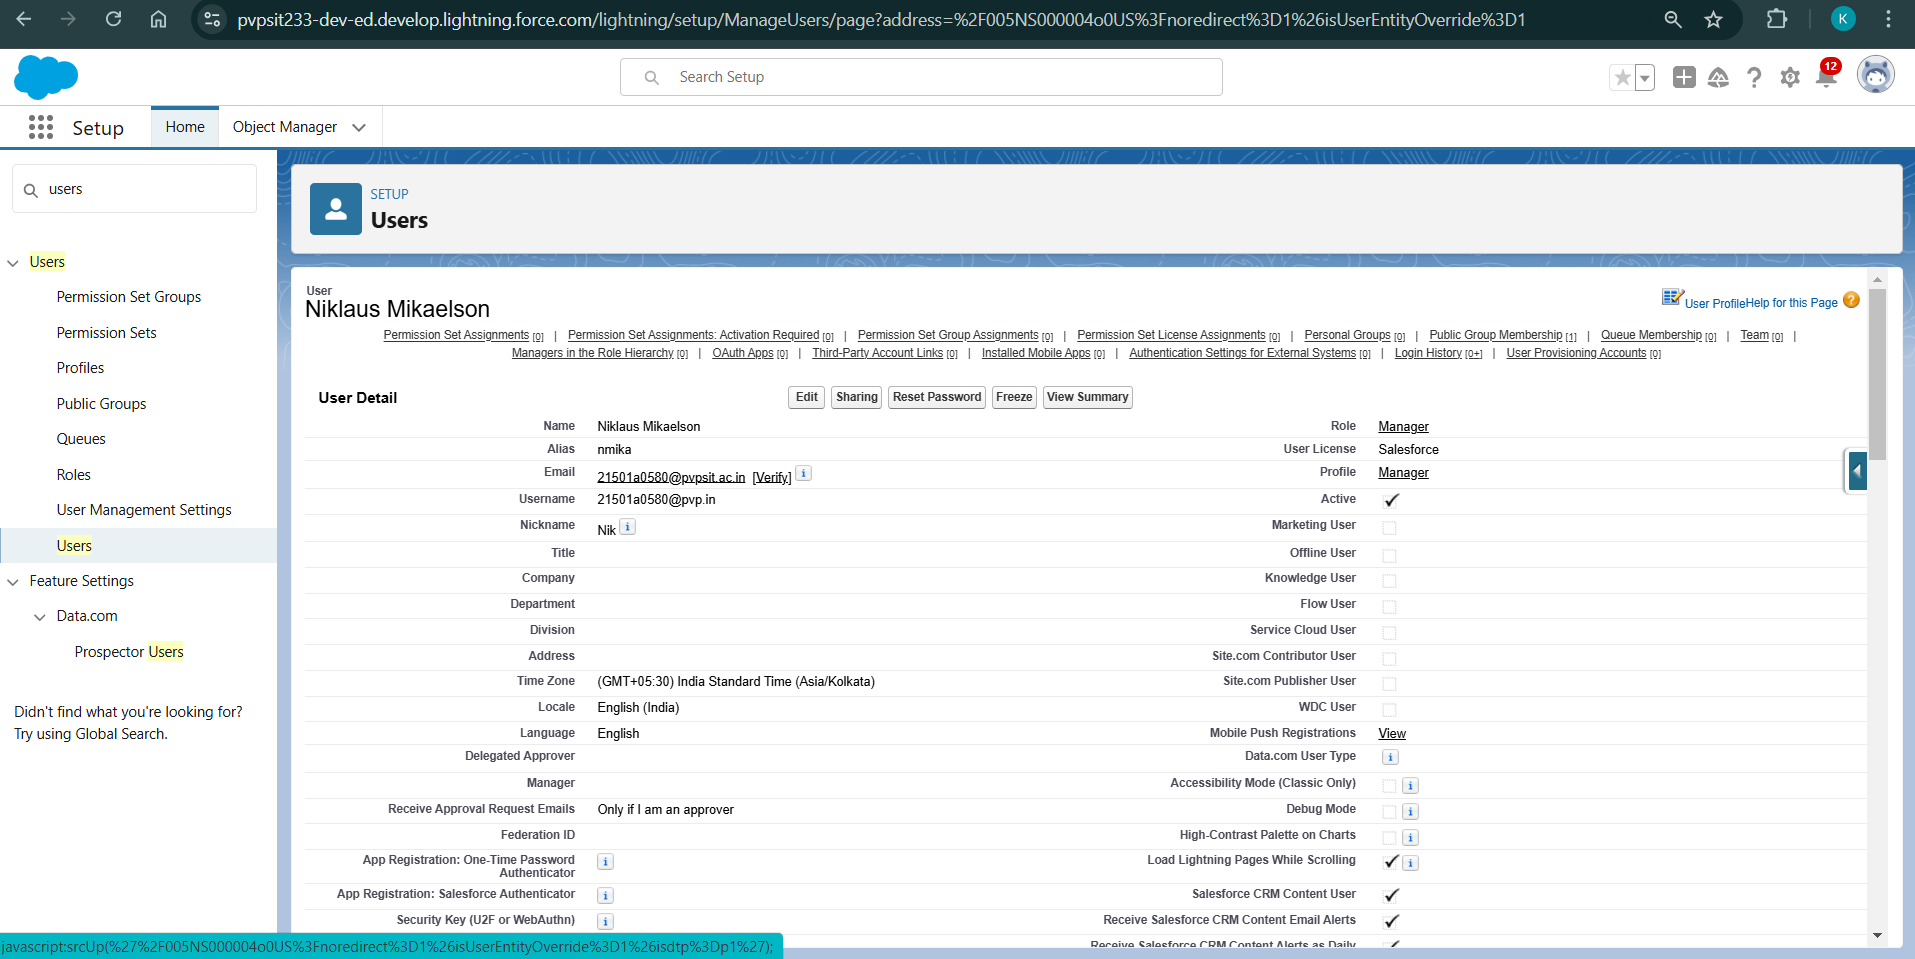 pvpsit233-dev-ed.develop.lightning.force.com/lightning/setup/ManageUsers/page?address=%2F005NS000004o0US%3Fnoredirect%3D1%26isUserEntityOverride%3D1
K
Search Setup
12
Setup
Home
Object Manager
users
SETUP
Users
Users
Permission Set Groups
Permission Sets
Profiles
Public Groups
Queues
Roles
User Management Settings
Users
Feature Settings
Data.com
Prospector Users
Didn't find what you're looking for?
Try using Global Search.
User
Niklaus Mikaelson
User Profile Help for this Page ?
Permission Set Assignments [0] | Permission Set Assignments: Activation Required [0] | Permission Set Group Assignments [0] | Permission Set License Assignments [0] | Personal Groups [0] | Public Group Membership [1] | Queue Membership [0] | Team [0] |
Managers in the Role Hierarchy [0] | OAuth Apps [0] | Third-Party Account Links [0] | Installed Mobile Apps [0] | Authentication Settings for External Systems [0] | Login History [0+] | User Provisioning Accounts [0]
User Detail
Edit Sharing Reset Password Freeze View Summary
Name Niklaus Mikaelson Role Manager
Alias nmika User License Salesforce
Email 21501a0580@pvpsit.ac.in [Verify] i Profile Manager
Username 21501a0580@pvp.in Active
Nickname Nik i Marketing User
Title Offline User
Company Knowledge User
Department Flow User
Division Service Cloud User
Address Site.com Contributor User
Time Zone (GMT+05:30) India Standard Time (Asia/Kolkata) Site.com Publisher User
Locale English (India) WDC User
Language English Mobile Push Registrations View
Delegated Approver Data.com User Type i
Manager Accessibility Mode (Classic Only) i
Receive Approval Request Emails Only if I am an approver Debug Mode i
Federation ID High-Contrast Palette on Charts i
App Registration: One-Time Password Authenticator i Load Lightning Pages While Scrolling i
App Registration: Salesforce Authenticator i Salesforce CRM Content User
Security Key (U2F or WebAuthn) i Receive Salesforce CRM Content Email Alerts
Receive Salesforce CRM Content Alerts as Daily
javascript:srcUp(%27%2F005NS000004o0US%3Fnoredirect%3D1%26isUserEntityOverride%3D1%26isdtp%3Dp1%27);